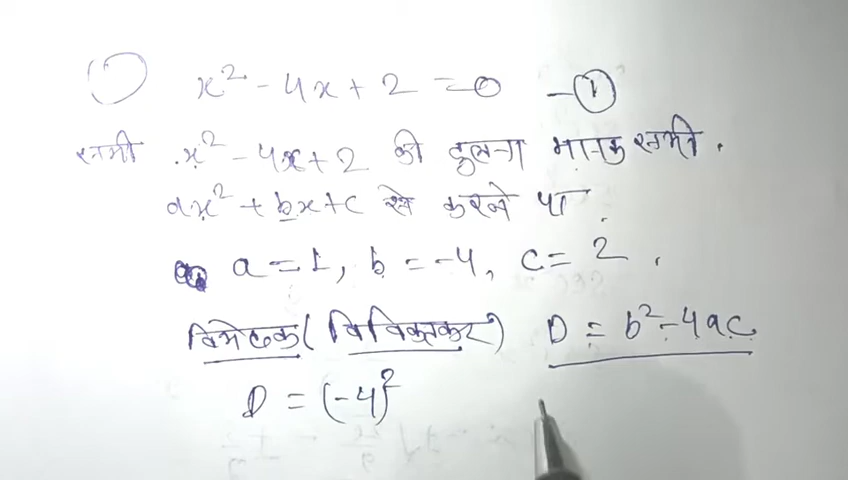 x² - 4x + 2 = 0 - ①
समी x² - 4x + 2 की तुलना मानक समी.
ax² + bx + c से करने पर
a = 1, b = -4, c = 2.
विभेदक (विविक्तकर) D = b² - 4ac
D = (-4)²